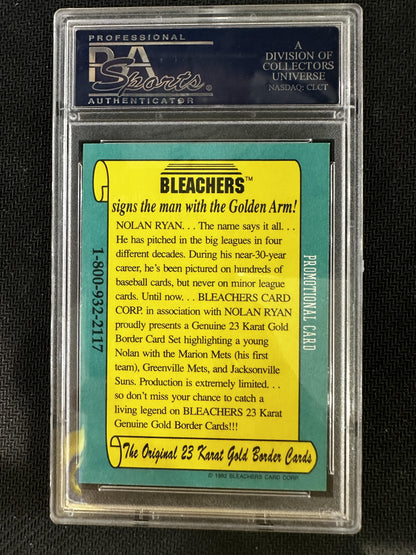 PROFESSIONAL
PSA
Sports
®
AUTHENTICATOR
A
DIVISION OF
COLLECTORS
UNIVERSE
NASDAQ: CLCT
BLEACHERS™
signs the man with the Golden Arm!
NOLAN RYAN. . . The name says it all. . .
He has pitched in the big leagues in four
different decades. During his near-30-year
career, he's been pictured on hundreds of
baseball cards, but never on minor league
cards. Until now. . . BLEACHERS CARD
CORP. in association with NOLAN RYAN
proudly presents a Genuine 23 Karat Gold
Border Card Set highlighting a young
Nolan with the Marion Mets (his first
team), Greenville Mets, and Jacksonville
Suns. Production is extremely limited. . .
so don't miss your chance to catch a
living legend on BLEACHERS 23 Karat
Genuine Gold Border Cards!!!
The Original 23 Karat Gold Border Cards
© 1992 BLEACHERS CARD CORP.
1-800-932-2117
PROMOTIONAL CARD